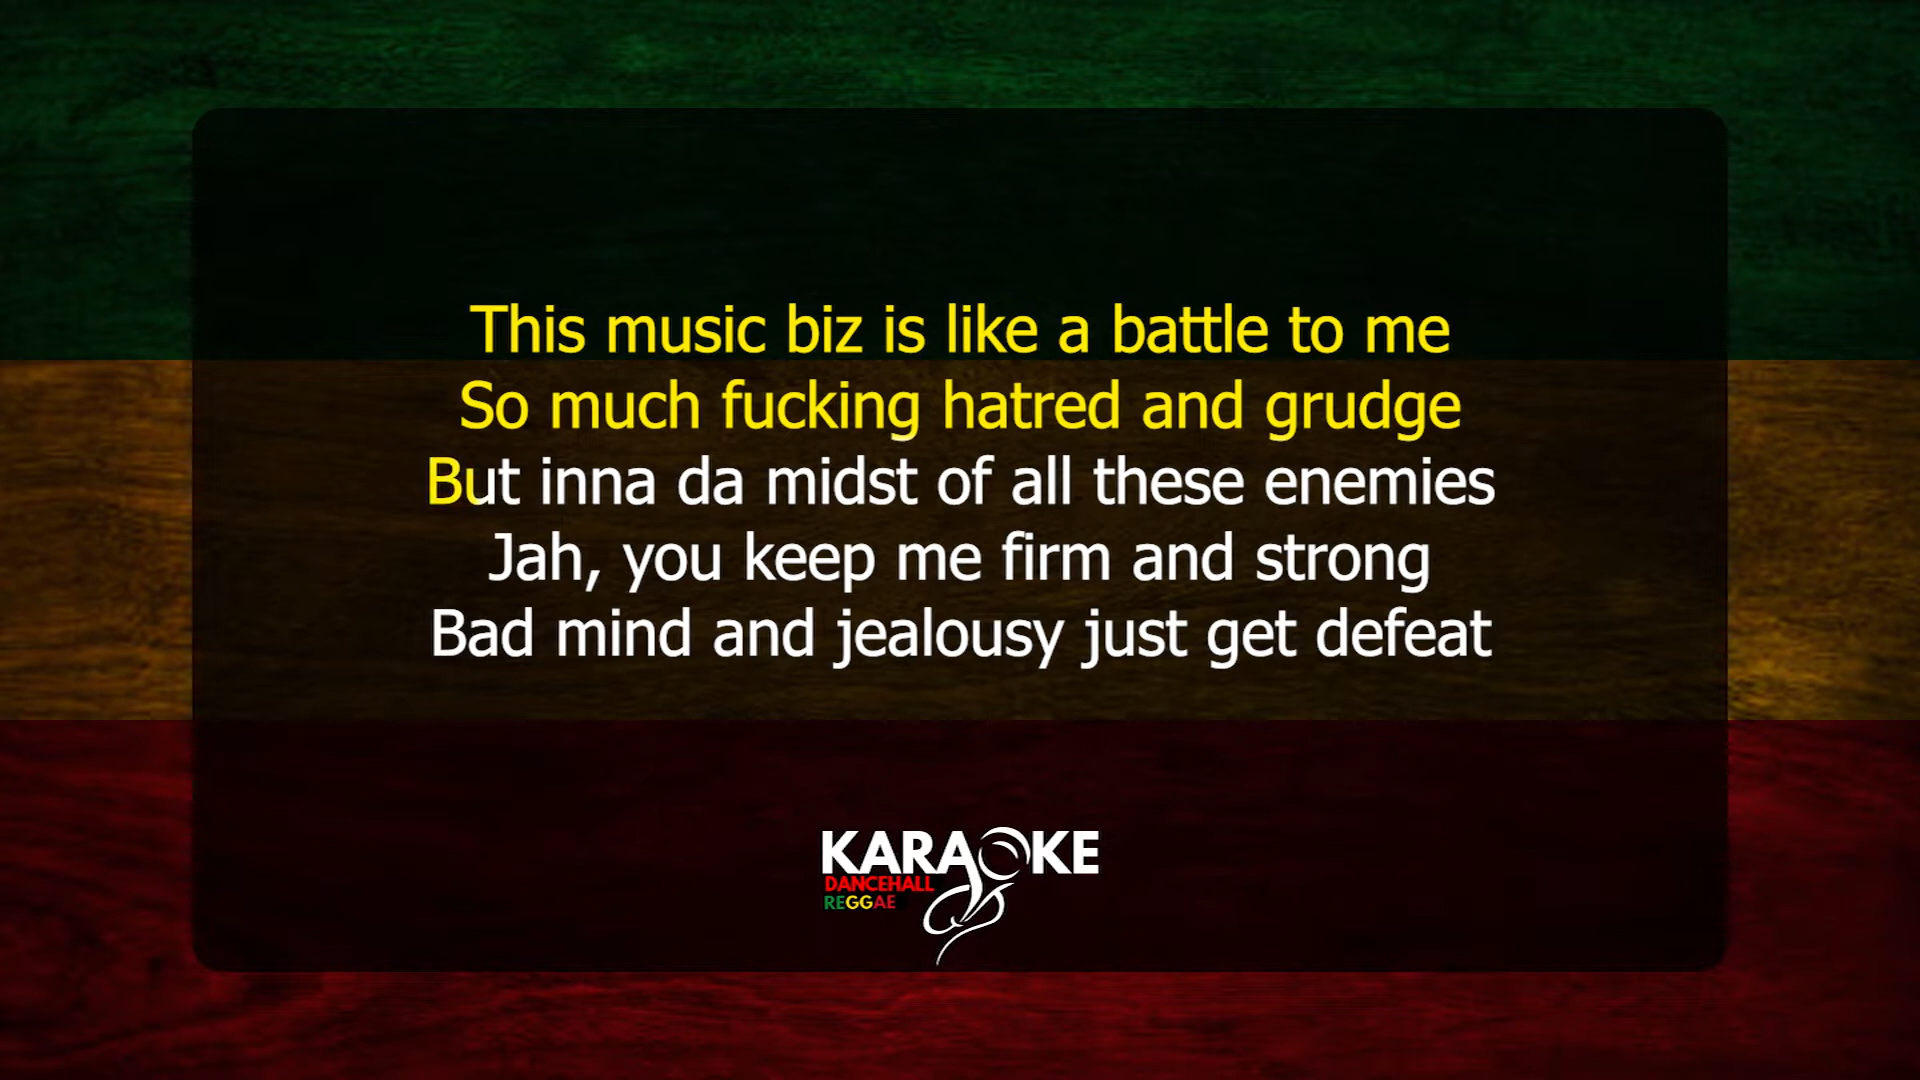 This music biz is like a battle to me
So much fucking hatred and grudge
But inna da midst of all these enemies
Jah, you keep me firm and strong
Bad mind and jealousy just get defeat
KARAOKE
DANCEHALL
REGGAE